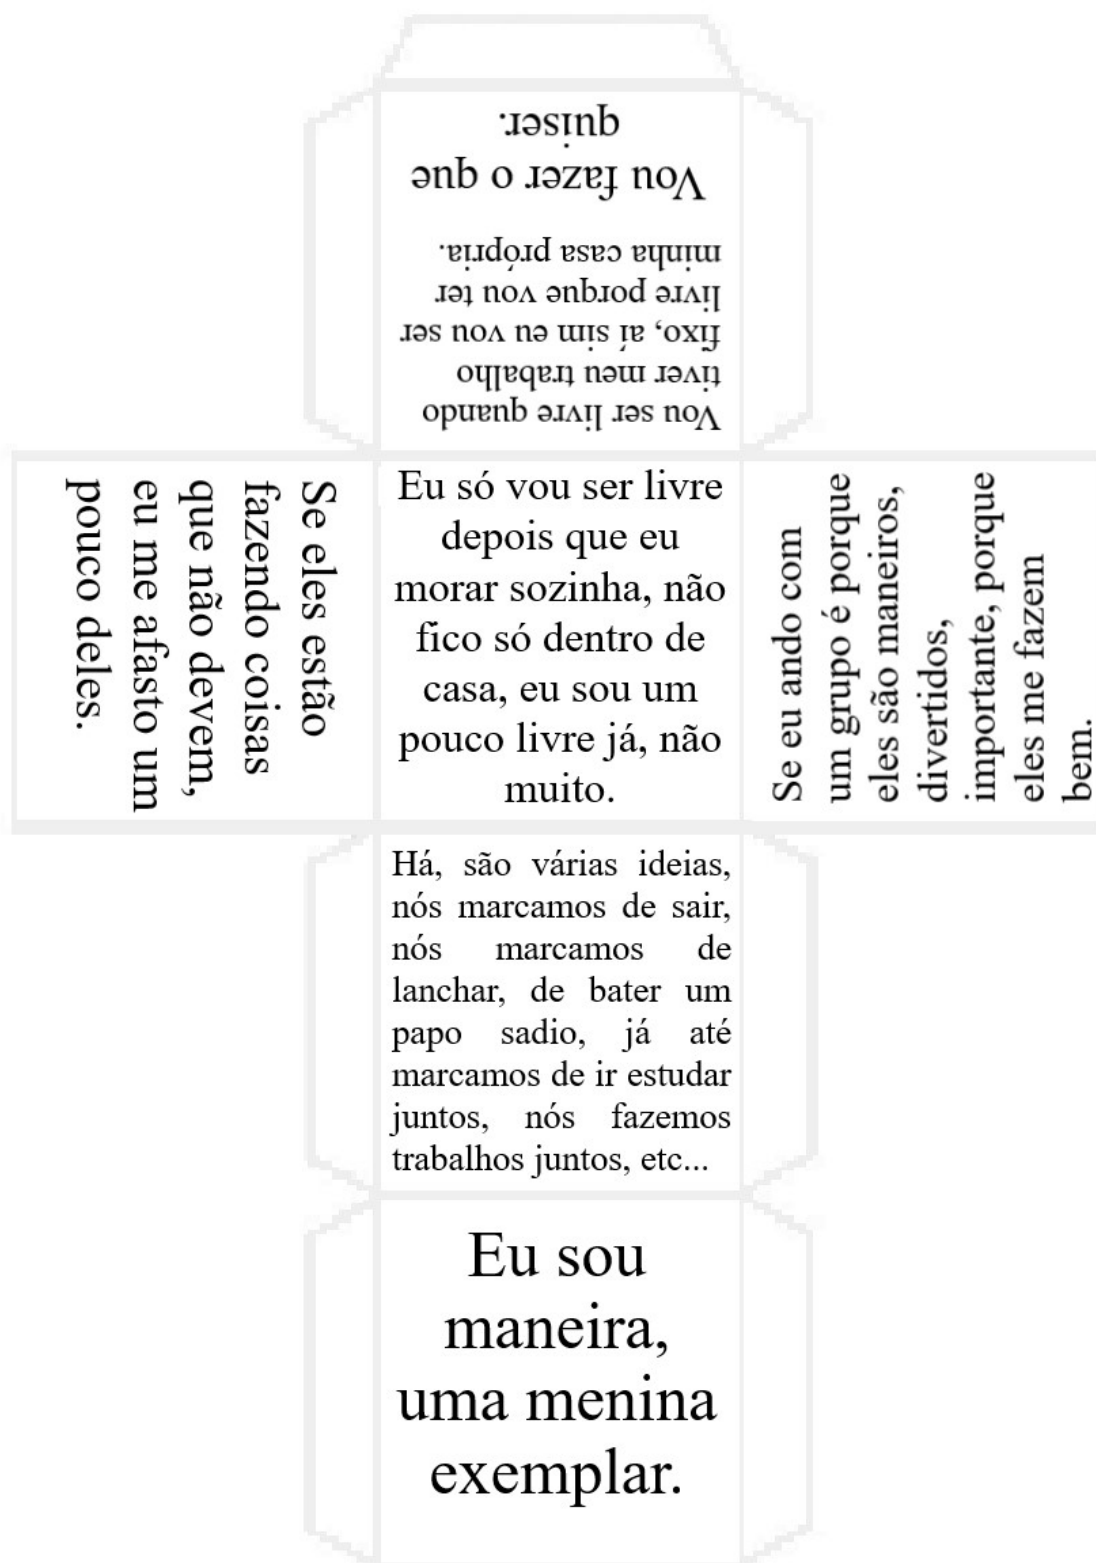 Vou ser livre quando
tiver meu trabalho
fixo, aí sim eu vou ser
livre porque vou ter
minha casa própria.
Vou fazer o que
quiser.
Se eles estão
fazendo coisas
que não devem,
eu me afasto um
pouco deles.
Eu só vou ser livre
depois que eu
morar sozinha, não
fico só dentro de
casa, eu sou um
pouco livre já, não
muito.
Se eu ando com
um grupo é porque
eles são maneiros,
divertidos,
importante, porque
eles me fazem
bem.
Há, são várias ideias,
nós marcamos de sair,
nós marcamos de
lanchar, de bater um
papo sadio, já até
marcamos de ir estudar
juntos, nós fazemos
trabalhos juntos, etc...
Eu sou
maneira,
uma menina
exemplar.